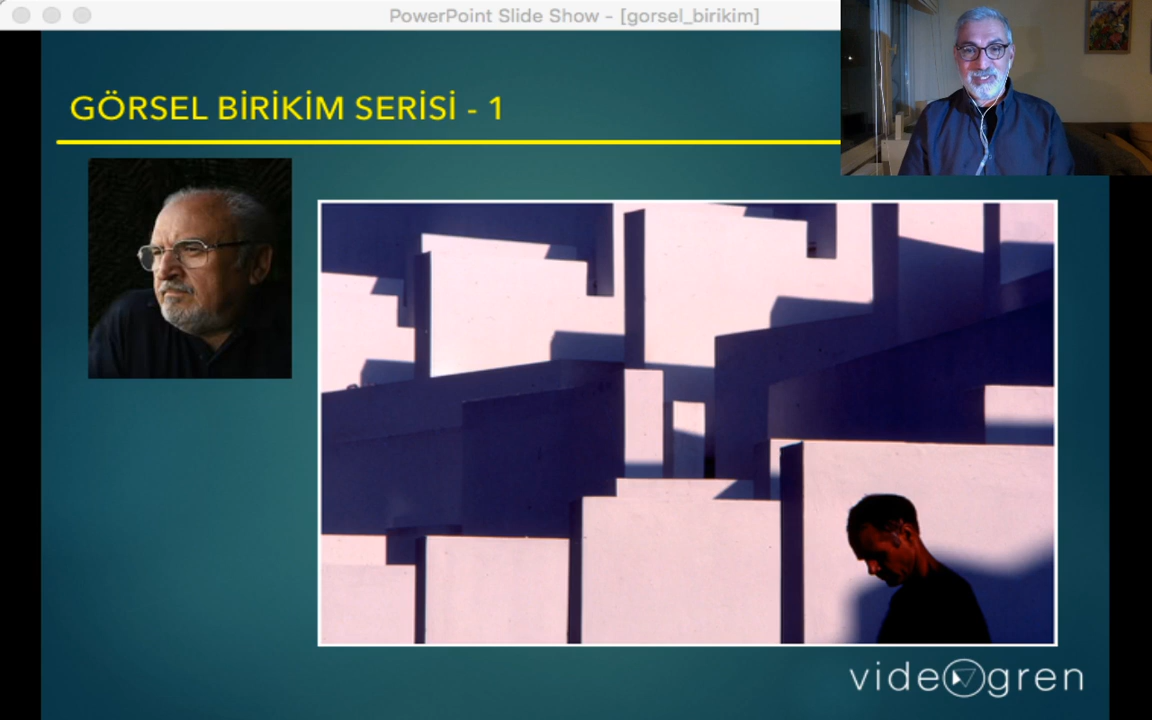 PowerPoint Slide Show - [gorsel_birikim]
GÖRSEL BİRİKİM SERİSİ - 1
videogren